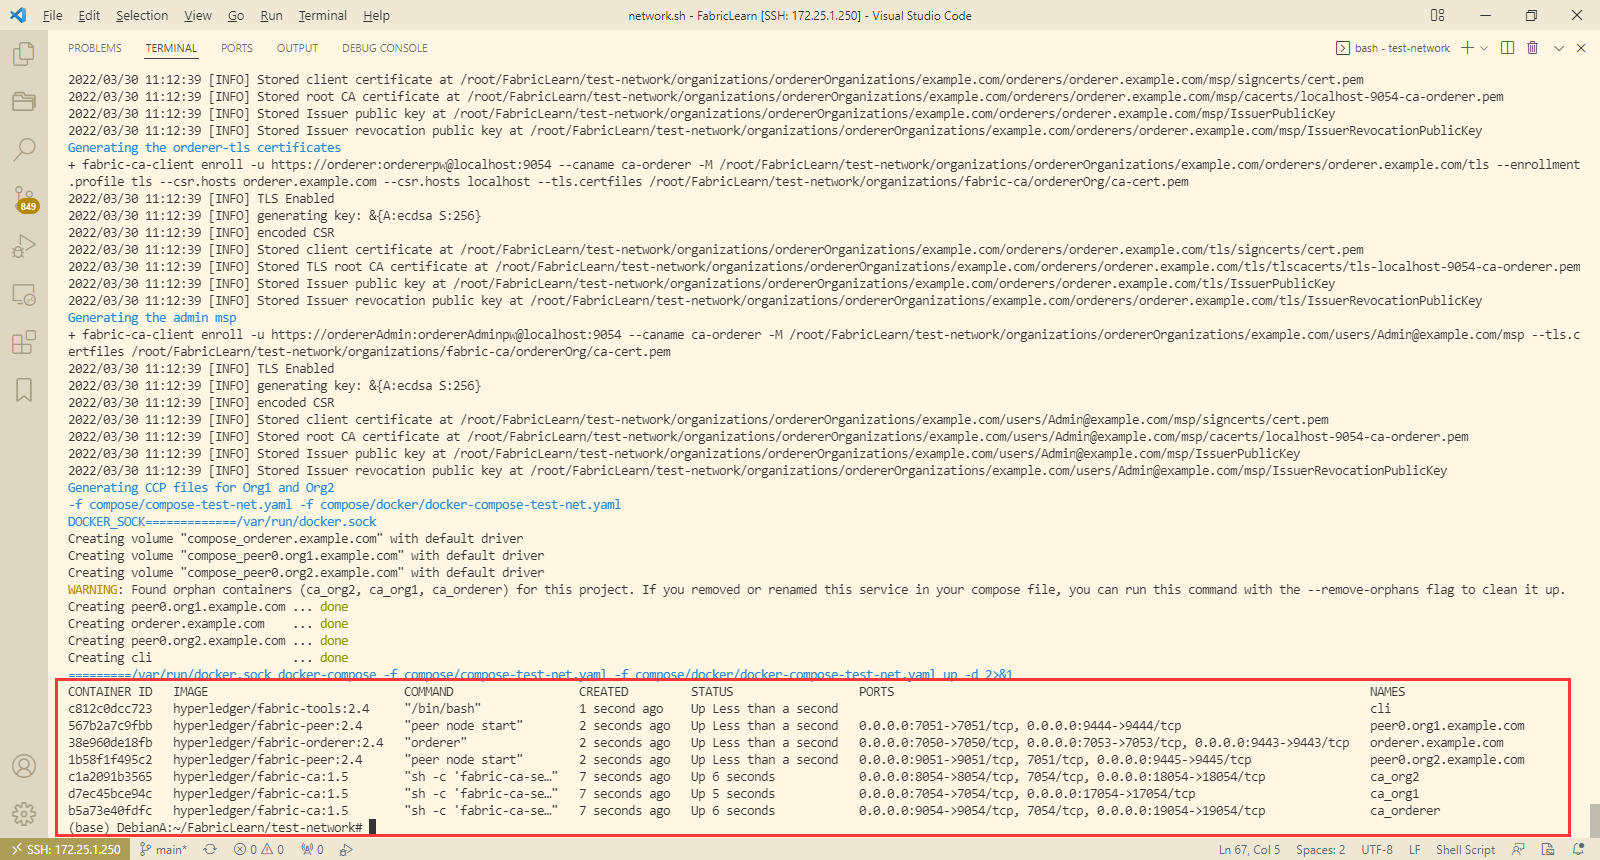 File Edit Selection View Go Run Terminal Help network.sh - FabricLearn [SSH: 172.25.1.250] - Visual Studio Code
PROBLEMS TERMINAL PORTS OUTPUT DEBUG CONSOLE bash - test-network
2022/03/30 11:12:39 [INFO] Stored client certificate at /root/FabricLearn/test-network/organizations/ordererOrganizations/example.com/orderers/orderer.example.com/msp/signcerts/cert.pem
2022/03/30 11:12:39 [INFO] Stored root CA certificate at /root/FabricLearn/test-network/organizations/ordererOrganizations/example.com/orderers/orderer.example.com/msp/cacerts/localhost-9054-ca-orderer.pem
2022/03/30 11:12:39 [INFO] Stored Issuer public key at /root/FabricLearn/test-network/organizations/ordererOrganizations/example.com/orderers/orderer.example.com/msp/IssuerPublicKey
2022/03/30 11:12:39 [INFO] Stored Issuer revocation public key at /root/FabricLearn/test-network/organizations/ordererOrganizations/example.com/orderers/orderer.example.com/msp/IssuerRevocationPublicKey
Generating the orderer-tls certificates
+ fabric-ca-client enroll -u https://orderer:ordererpw@localhost:9054 --caname ca-orderer -M /root/FabricLearn/test-network/organizations/ordererOrganizations/example.com/orderers/orderer.example.com/tls --enrollment
.profile tls --csr.hosts orderer.example.com --csr.hosts localhost --tls.certfiles /root/FabricLearn/test-network/organizations/fabric-ca/ordererOrg/ca-cert.pem
2022/03/30 11:12:39 [INFO] TLS Enabled
2022/03/30 11:12:39 [INFO] generating key: &{A:ecdsa S:256}
2022/03/30 11:12:39 [INFO] encoded CSR
2022/03/30 11:12:39 [INFO] Stored client certificate at /root/FabricLearn/test-network/organizations/ordererOrganizations/example.com/orderers/orderer.example.com/tls/signcerts/cert.pem
2022/03/30 11:12:39 [INFO] Stored TLS root CA certificate at /root/FabricLearn/test-network/organizations/ordererOrganizations/example.com/orderers/orderer.example.com/tls/tlscacerts/tls-localhost-9054-ca-orderer.pem
2022/03/30 11:12:39 [INFO] Stored Issuer public key at /root/FabricLearn/test-network/organizations/ordererOrganizations/example.com/orderers/orderer.example.com/tls/IssuerPublicKey
2022/03/30 11:12:39 [INFO] Stored Issuer revocation public key at /root/FabricLearn/test-network/organizations/ordererOrganizations/example.com/orderers/orderer.example.com/tls/IssuerRevocationPublicKey
Generating the admin msp
+ fabric-ca-client enroll -u https://ordererAdmin:ordererAdminpw@localhost:9054 --caname ca-orderer -M /root/FabricLearn/test-network/organizations/ordererOrganizations/example.com/users/Admin@example.com/msp --tls.c
ertfiles /root/FabricLearn/test-network/organizations/fabric-ca/ordererOrg/ca-cert.pem
2022/03/30 11:12:39 [INFO] TLS Enabled
2022/03/30 11:12:39 [INFO] generating key: &{A:ecdsa S:256}
2022/03/30 11:12:39 [INFO] encoded CSR
2022/03/30 11:12:39 [INFO] Stored client certificate at /root/FabricLearn/test-network/organizations/ordererOrganizations/example.com/users/Admin@example.com/msp/signcerts/cert.pem
2022/03/30 11:12:39 [INFO] Stored root CA certificate at /root/FabricLearn/test-network/organizations/ordererOrganizations/example.com/users/Admin@example.com/msp/cacerts/localhost-9054-ca-orderer.pem
2022/03/30 11:12:39 [INFO] Stored Issuer public key at /root/FabricLearn/test-network/organizations/ordererOrganizations/example.com/users/Admin@example.com/msp/IssuerPublicKey
2022/03/30 11:12:39 [INFO] Stored Issuer revocation public key at /root/FabricLearn/test-network/organizations/ordererOrganizations/example.com/users/Admin@example.com/msp/IssuerRevocationPublicKey
Generating CCP files for Org1 and Org2
-f compose/compose-test-net.yaml -f compose/docker/docker-compose-test-net.yaml
DOCKER_SOCK=============/var/run/docker.sock
Creating volume "compose_orderer.example.com" with default driver
Creating volume "compose_peer0.org1.example.com" with default driver
Creating volume "compose_peer0.org2.example.com" with default driver
WARNING: Found orphan containers (ca_org2, ca_org1, ca_orderer) for this project. If you removed or renamed this service in your compose file, you can run this command with the --remove-orphans flag to clean it up.
Creating peer0.org1.example.com ... done
Creating orderer.example.com    ... done
Creating peer0.org2.example.com ... done
Creating cli                    ... done
=========/var/run/docker.sock docker-compose -f compose/compose-test-net.yaml -f compose/docker/docker-compose-test-net.yaml up -d 2>&1
CONTAINER ID IMAGE COMMAND CREATED STATUS PORTS NAMES
c812c0dcc723 hyperledger/fabric-tools:2.4 "/bin/bash" 1 second ago Up Less than a second cli
567b2a7c9fbb hyperledger/fabric-peer:2.4 "peer node start" 2 seconds ago Up Less than a second 0.0.0.0:7051->7051/tcp, 0.0.0.0:9444->9444/tcp peer0.org1.example.com
38e960de18fb hyperledger/fabric-orderer:2.4 "orderer" 2 seconds ago Up Less than a second 0.0.0.0:7050->7050/tcp, 0.0.0.0:7053->7053/tcp, 0.0.0.0:9443->9443/tcp orderer.example.com
1b58f1f495c2 hyperledger/fabric-peer:2.4 "peer node start" 2 seconds ago Up Less than a second 0.0.0.0:9051->9051/tcp, 7051/tcp, 0.0.0.0:9445->9445/tcp peer0.org2.example.com
c1a2091b3565 hyperledger/fabric-ca:1.5 "sh -c 'fabric-ca-se…" 7 seconds ago Up 6 seconds 0.0.0.0:8054->8054/tcp, 7054/tcp, 0.0.0.0:18054->18054/tcp ca_org2
d7ec45bce94c hyperledger/fabric-ca:1.5 "sh -c 'fabric-ca-se…" 7 seconds ago Up 5 seconds 0.0.0.0:7054->7054/tcp, 0.0.0.0:17054->17054/tcp ca_org1
b5a73e40fdfc hyperledger/fabric-ca:1.5 "sh -c 'fabric-ca-se…" 7 seconds ago Up 6 seconds 0.0.0.0:9054->9054/tcp, 7054/tcp, 0.0.0.0:19054->19054/tcp ca_orderer
(base) DebianA:~/FabricLearn/test-network#
849
SSH: 172.25.1.250 main* 0 0 0 Ln 67, Col 5 Spaces: 2 UTF-8 LF Shell Script